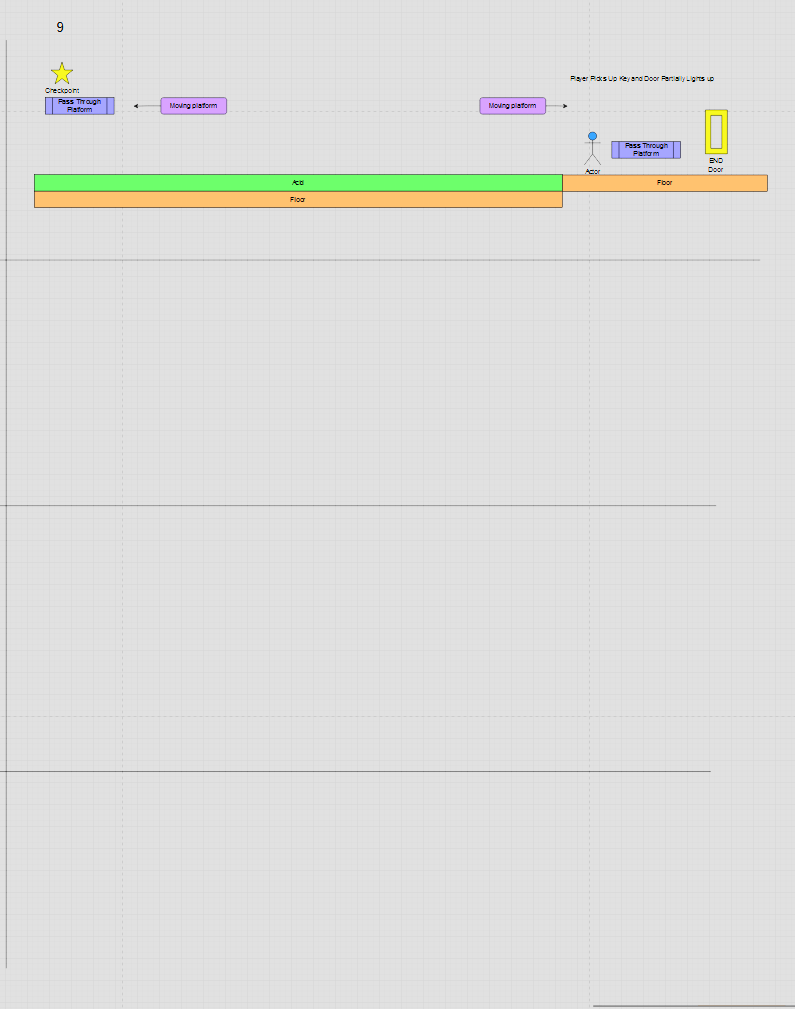 9
Player Picks Up Key and Door Partially Lights up
Checkpoint
Pass Through
Platform
Moving platform
Moving platform
Pass Through
Platform
END
Door
Actor
Acid
Floor
Floor